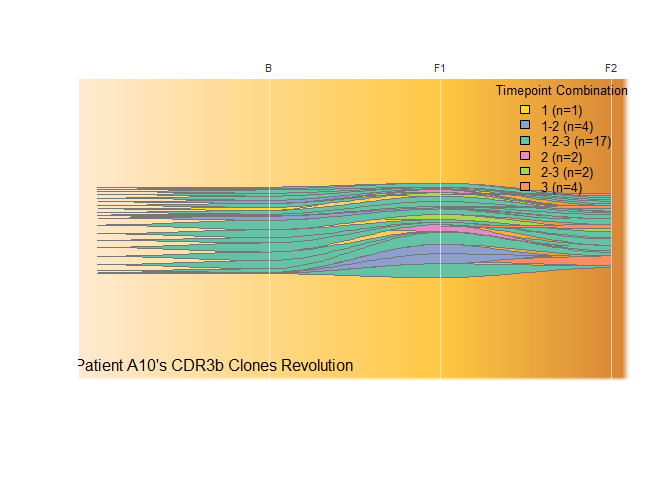 B F1 F2
Timepoint Combination
1 (n=1)
1-2 (n=4)
1-2-3 (n=17)
2 (n=2)
2-3 (n=2)
3 (n=4)
Patient A10's CDR3b Clones Revolution